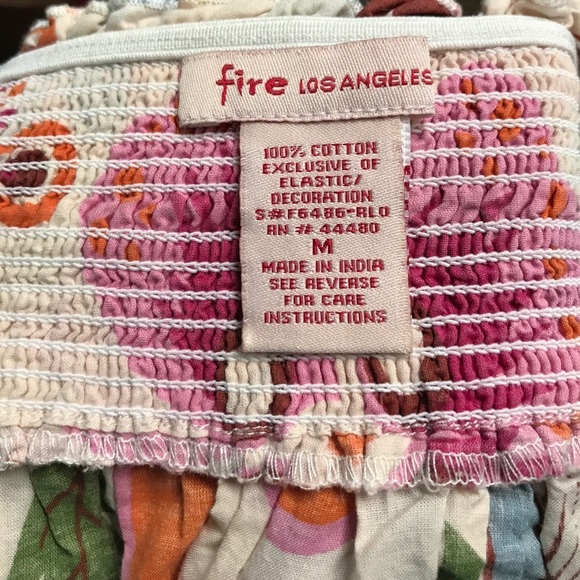 fire LOS ANGELES
100% COTTON
EXCLUSIVE OF
ELASTIC/
DECORATION
S#F6486-RLO
RN #.44480
M
MADE IN INDIA
SEE REVERSE
FOR CARE
INSTRUCTIONS